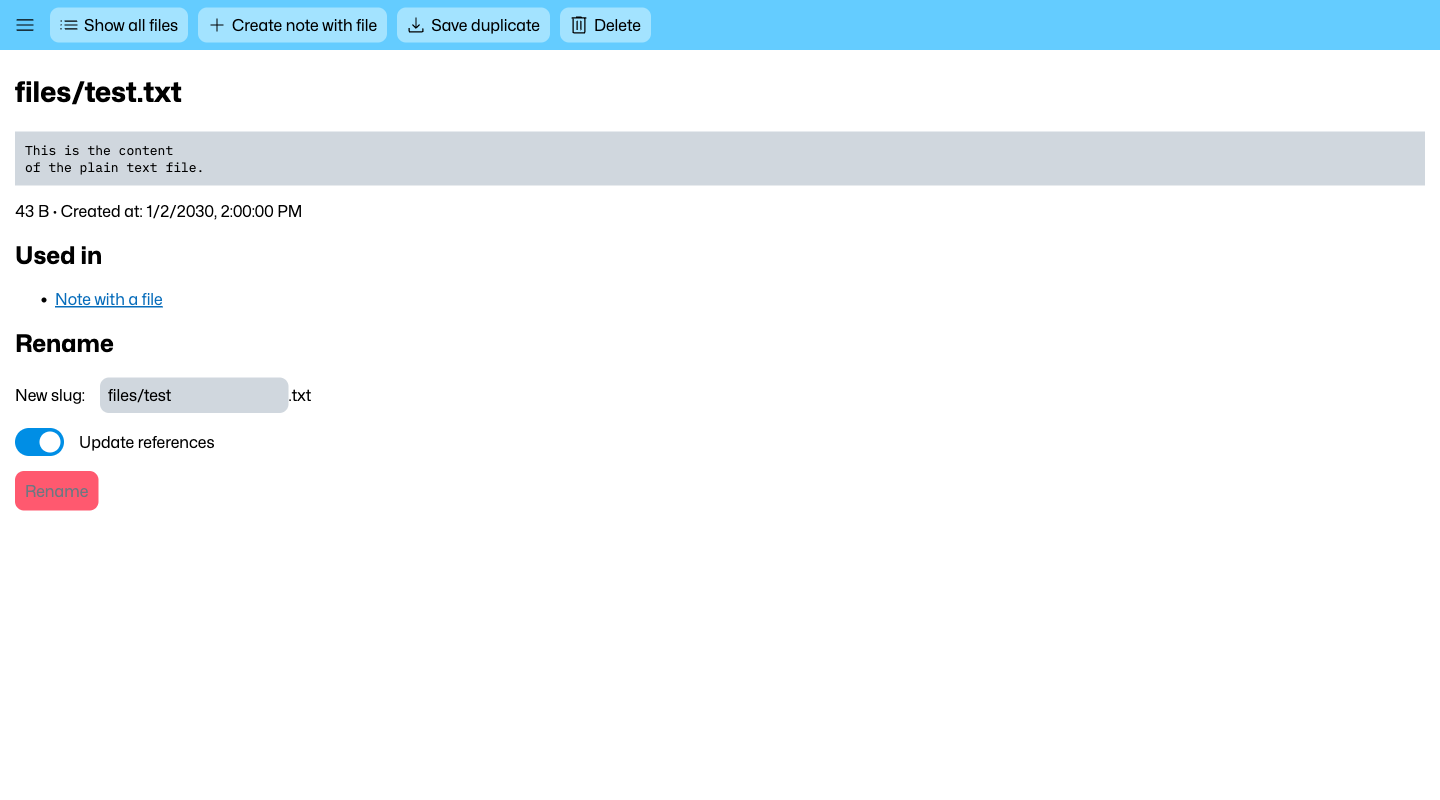 Show all files Create note with file Save duplicate Delete
files/test.txt
This is the content
of the plain text file.
43 B • Created at: 1/2/2030, 2:00:00 PM
Used in
• Note with a file
Rename
New slug: files/test.txt
Update references
Rename